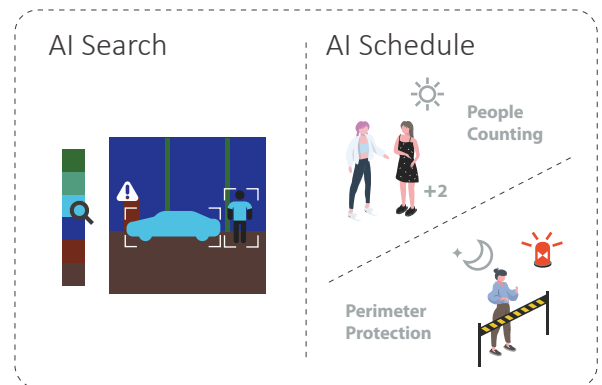 AI Search
AI Schedule
People
Counting
+2
Perimeter
Protection